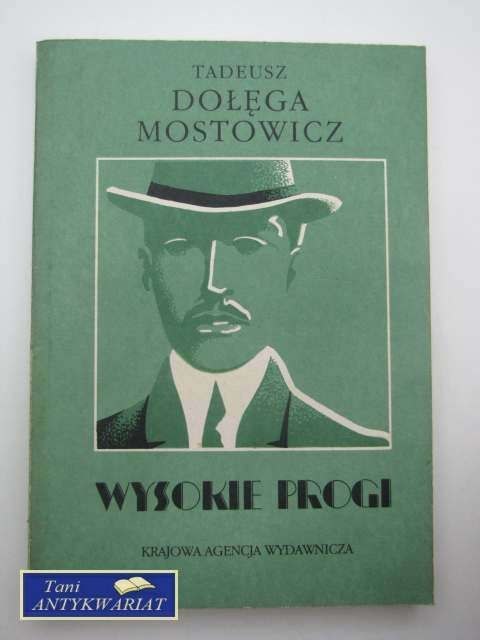 TADEUSZ
DOŁĘGA
MOSTOWICZ
WYSOKIE PROGI
KRAJOWA AGENCJA WYDAWNICZA
Tani
ANTYKWARIAT